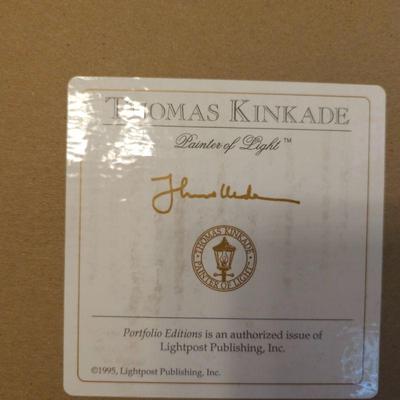 THOMAS KINKADE
Painter of Light™
THOMAS KINKADE
PAINTER OF LIGHT
Portfolio Editions is an authorized issue of
Lightpost Publishing, Inc.
©1995, Lightpost Publishing, Inc.